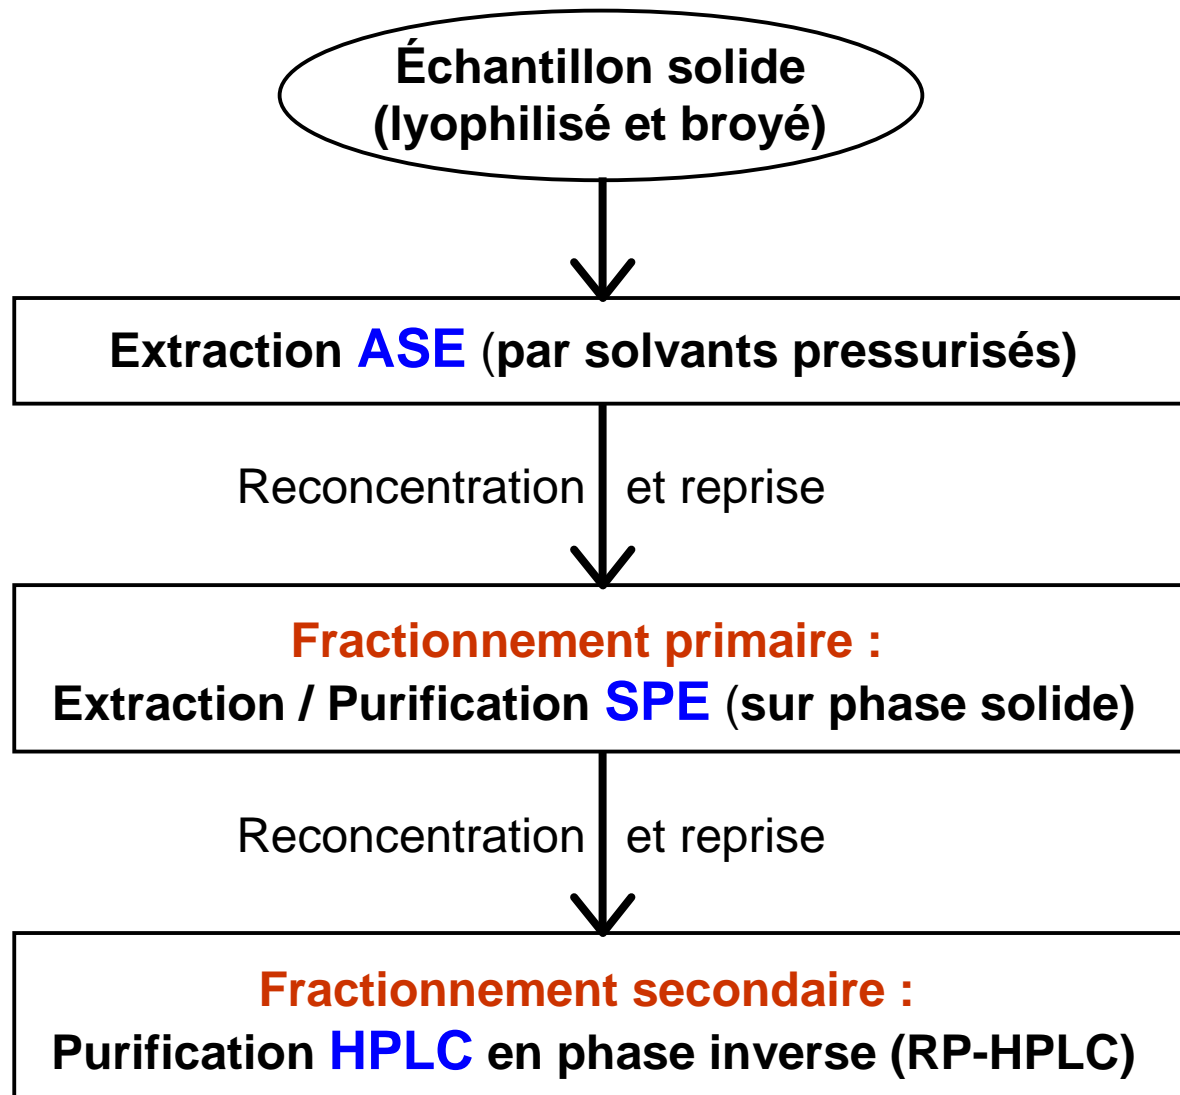 Échantillon solide
(lyophilisé et broyé)
Extraction ASE (par solvants pressurisés)
Reconcentration et reprise
Fractionnement primaire :
Extraction / Purification SPE (sur phase solide)
Reconcentration et reprise
Fractionnement secondaire :
Purification HPLC en phase inverse (RP-HPLC)